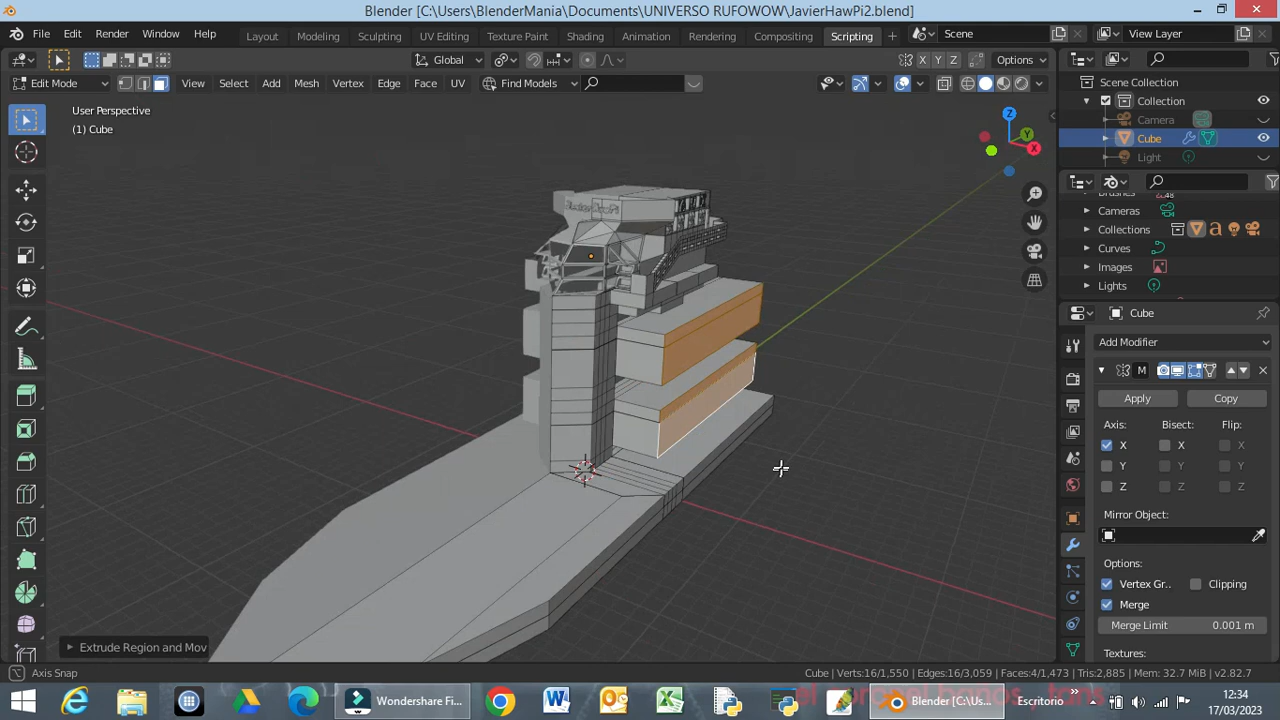 Blender [C:\Users\BlenderMania\Documents\UNIVERSO RUFOWOW\JavierHawPi2.blend]
File Edit Render Window Help Layout Modeling Sculpting UV Editing Texture Paint Shading Animation Rendering Compositing Scripting + Scene View Layer
Global X Y Z Options
Edit Mode View Select Add Mesh Vertex Edge Face UV Find Models
Scene Collection
User Perspective
(1) Cube
Collection
Camera
Cube
Light
Z
Y
X
Brushes
Cameras
Collections
Curves
Images
Lights
Cube
Add Modifier
M
Apply Copy
Axis: Bisect: Flip:
X X X
Y Y Y
Z Z Z
Mirror Object:
Options:
Vertex Gr.. Clipping
Merge
Merge Limit 0.001 m
Textures:
Extrude Region and Mov
Axis Snap Cube | Verts:16/1,550 | Edges:16/3,059 | Faces:4/1,473 | Tris:2,885 | Mem: 32.7 MiB | v2.82.7
Wondershare Fi... Blender [C:\Us... Escritorio
12:34
17/03/2023